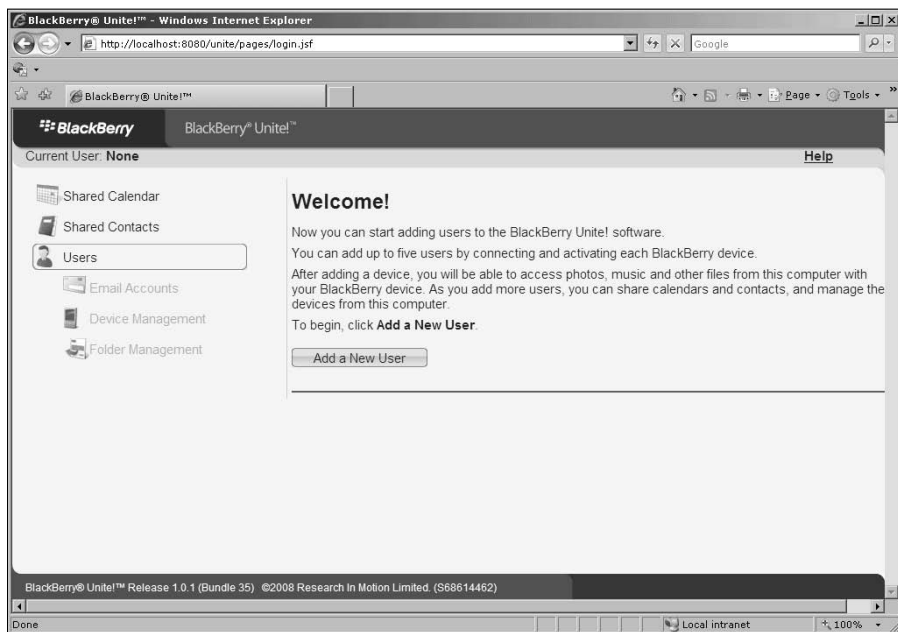 BlackBerry® Unite!™ - Windows Internet Explorer
http://localhost:8080/unite/pages/login.jsf
Google
BlackBerry® Unite!™
Page
Tools
»
BlackBerry
BlackBerry® Unite!™
Current User: None
Help
Shared Calendar
Shared Contacts
Users
Email Accounts
Device Management
Folder Management
Welcome!
Now you can start adding users to the BlackBerry Unite! software.
You can add up to five users by connecting and activating each BlackBerry device.
After adding a device, you will be able to access photos, music and other files from this computer with
your BlackBerry device. As you add more users, you can share calendars and contacts, and manage the
devices from this computer.
To begin, click Add a New User.
Add a New User
BlackBerry® Unite!™ Release 1.0.1 (Bundle 35) ©2008 Research In Motion Limited. (S68614462)
Done
Local intranet
100%